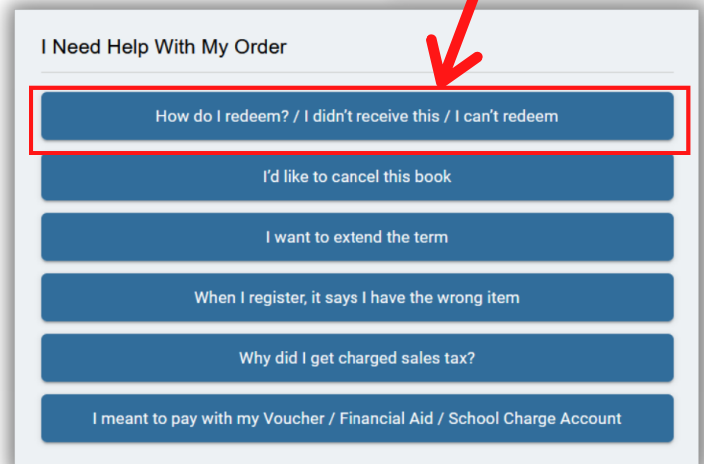 I Need Help With My Order
How do I redeem? / I didn't receive this / I can't redeem
I'd like to cancel this book
I want to extend the term
When I register, it says I have the wrong item
Why did I get charged sales tax?
I meant to pay with my Voucher / Financial Aid / School Charge Account